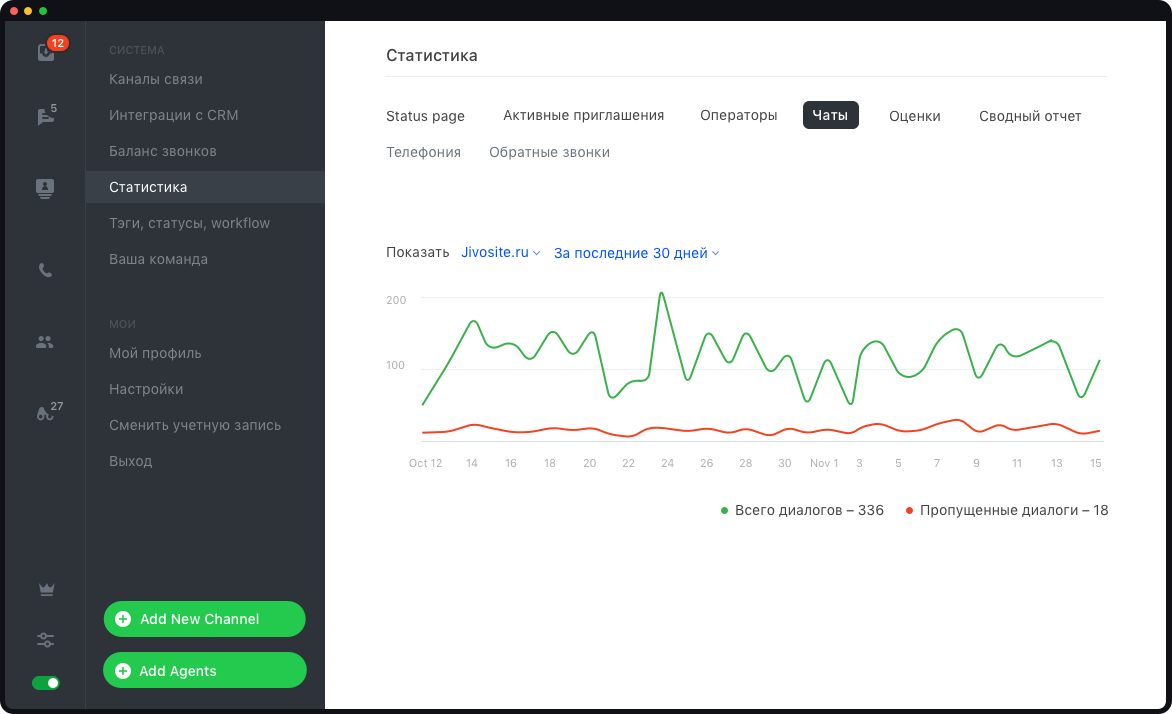 12
5
27
СИСТЕМА
Каналы связи
Интеграции с CRM
Баланс звонков
Статистика
Тэги, статусы, workflow
Ваша команда
МОИ
Мой профиль
Настройки
Сменить учетную запись
Выход
Add New Channel
Add Agents
Статистика
Status page Активные приглашения Операторы Чаты Оценки Сводный отчет
Телефония Обратные звонки
Показать Jivosite.ru За последние 30 дней
200
100
Oct 12 14 16 18 20 22 24 26 28 30 Nov 1 3 5 7 9 11 13 15
Всего диалогов – 336 Пропущенные диалоги – 18